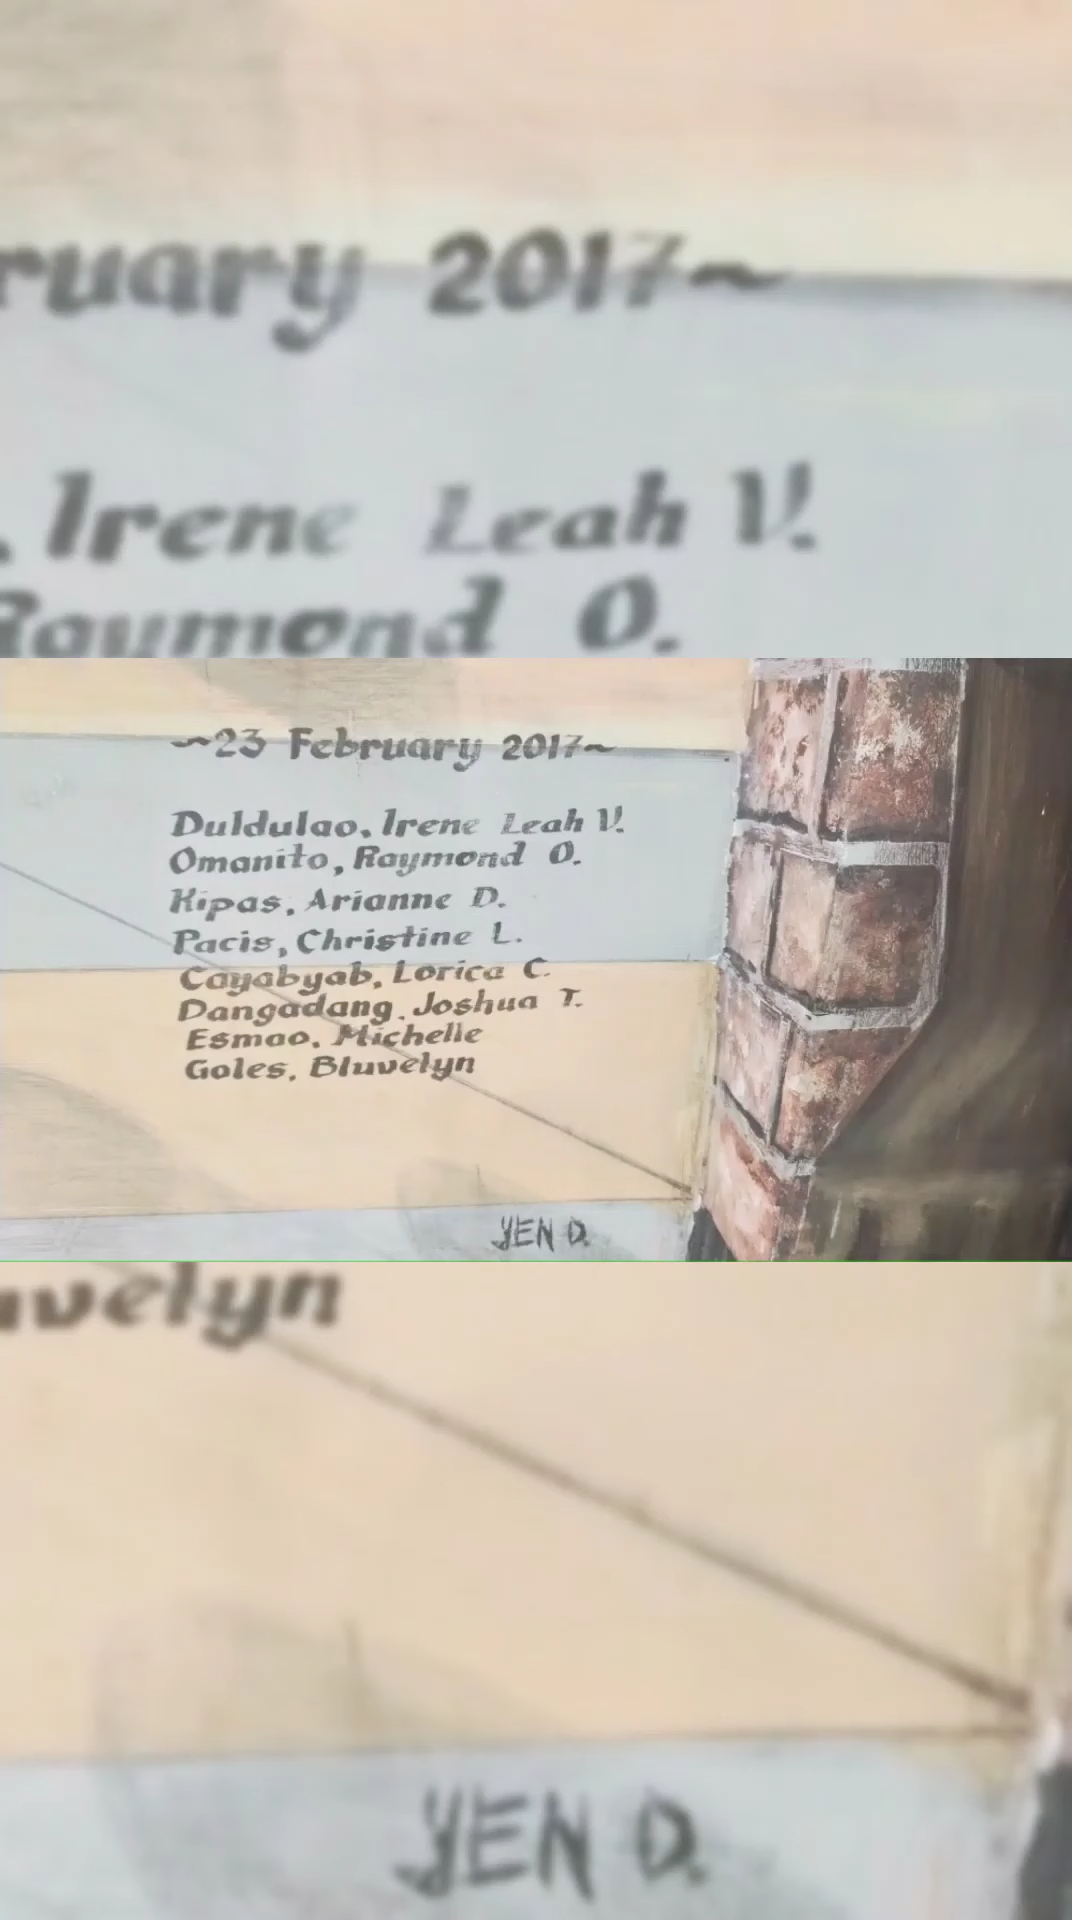 ruary 2017~
. Irene Leah V.
Raymond O.
~23 February 2017~
Duldulao, Irene Leah V.
Omanito, Raymond O.
Kipas, Arianne D.
Pacis, Christine L.
Cayabyab, Lorica C.
Dangadang, Joshua T.
Esmao, Michelle
Goles, Bluvelyn
YEN D.
uvelyn
YEN D.